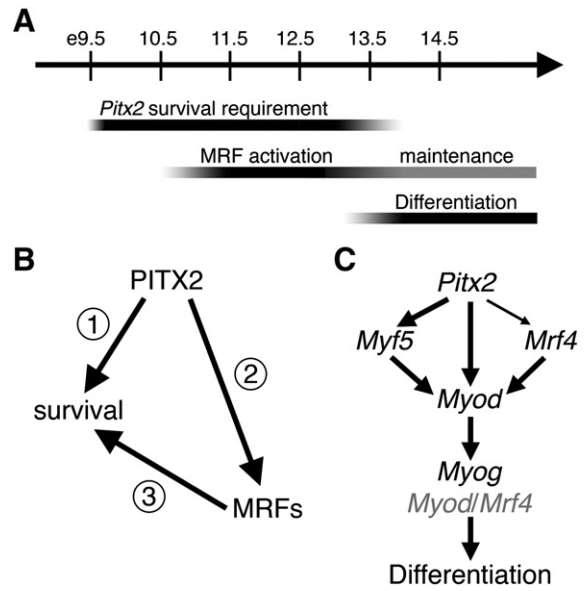 A
e9.5 10.5 11.5 12.5 13.5 14.5
Pitx2 survival requirement
MRF activation maintenance
Differentiation
B
PITX2
1
2
survival
3
MRFs
C
Pitx2
Myf5 Mrf4
Myod
Myog
Myod/Mrf4
Differentiation